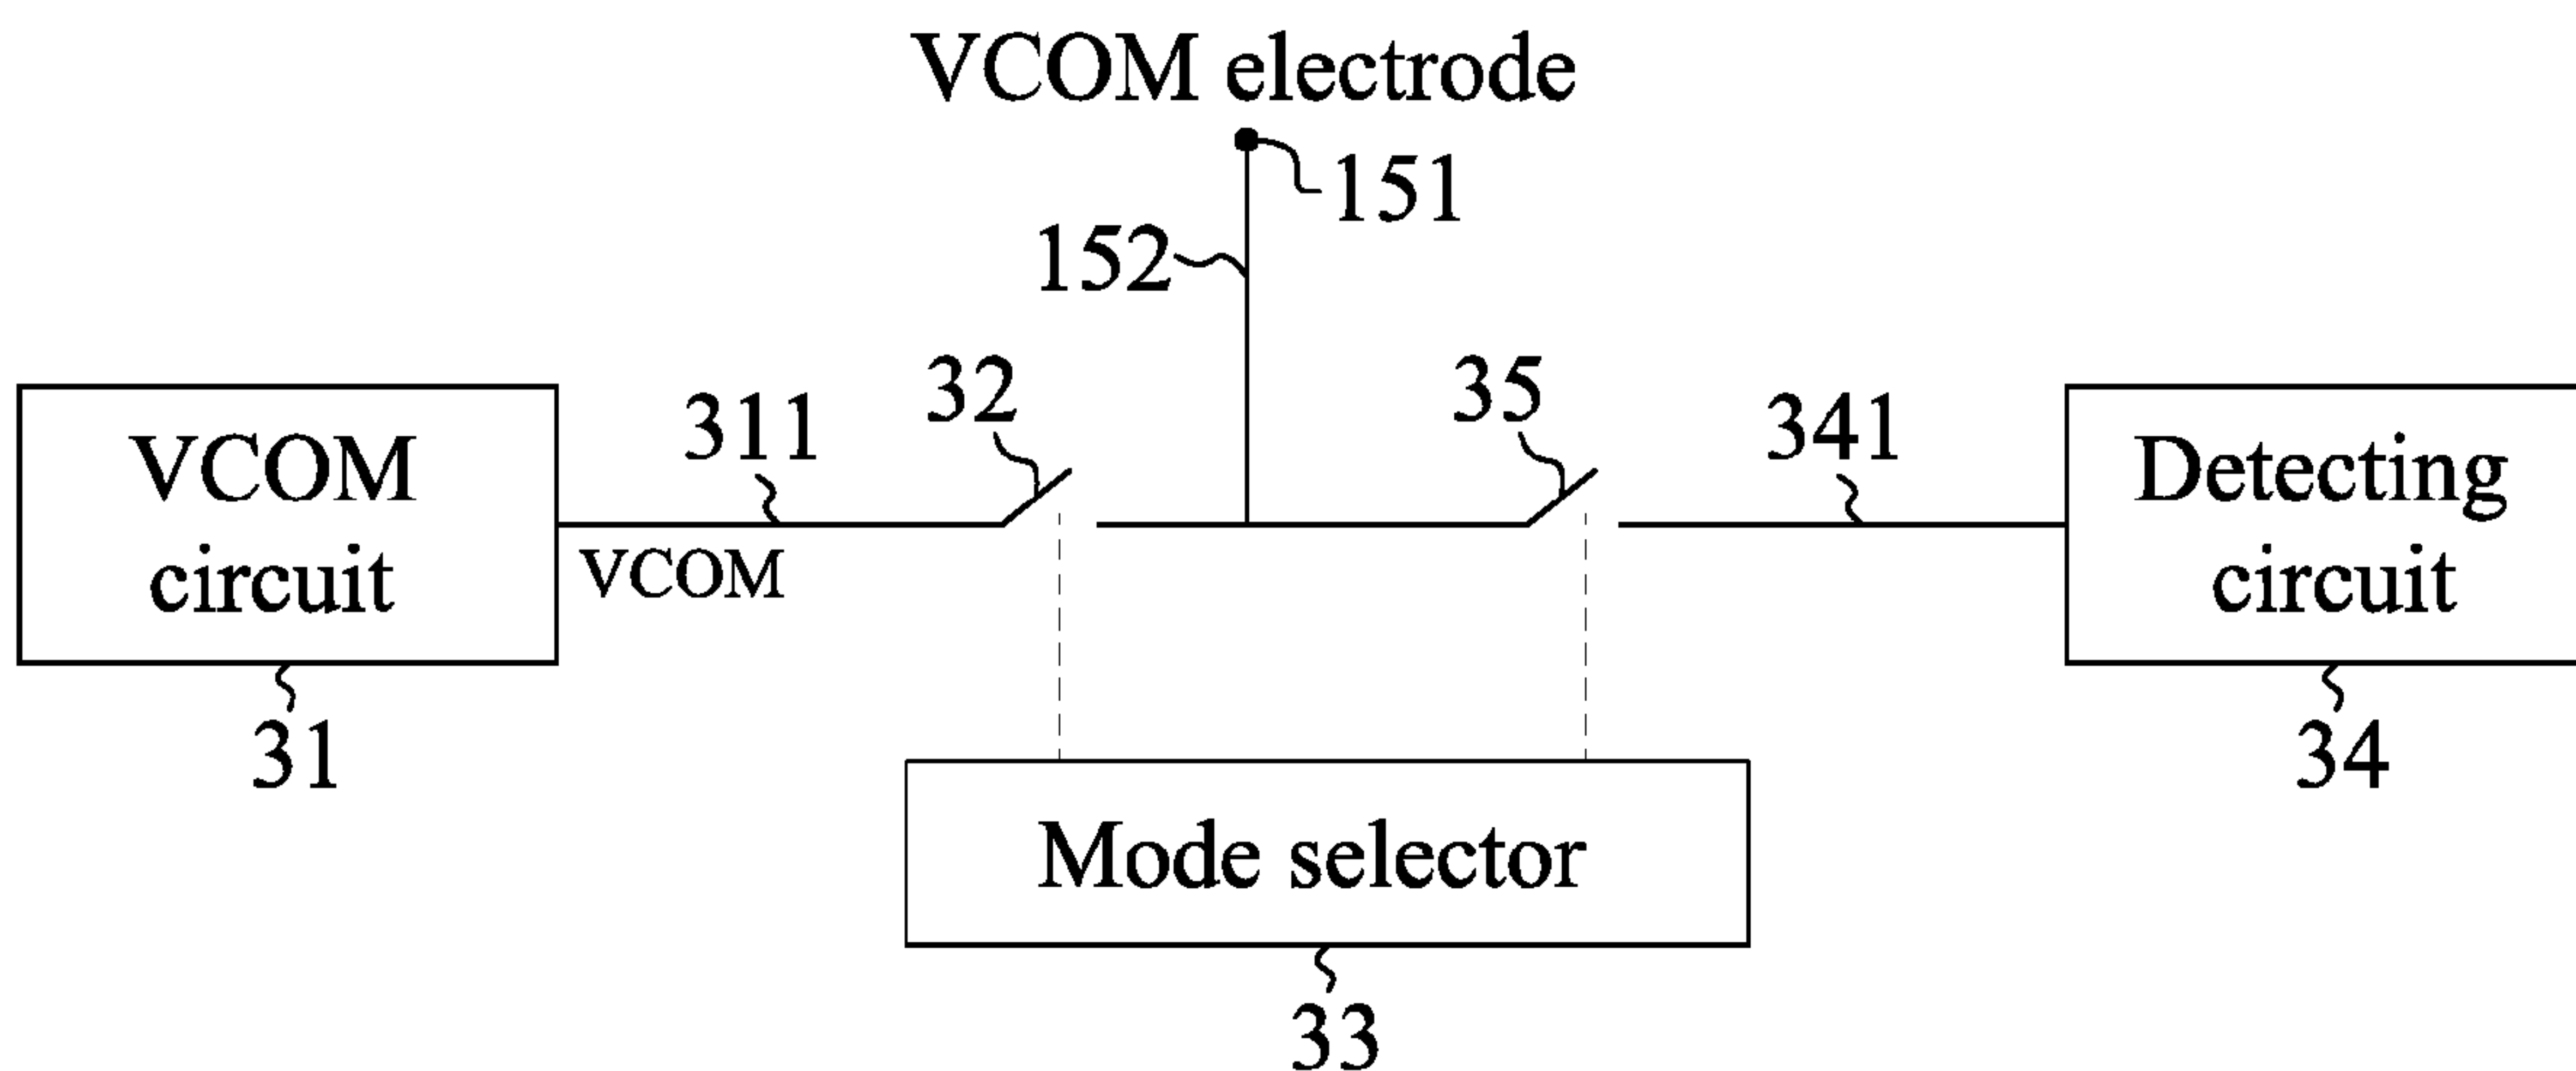 VCOM electrode
151
152
32
35
311
341
VCOM
circuit
Detecting
circuit
VCOM
31
34
Mode selector
33